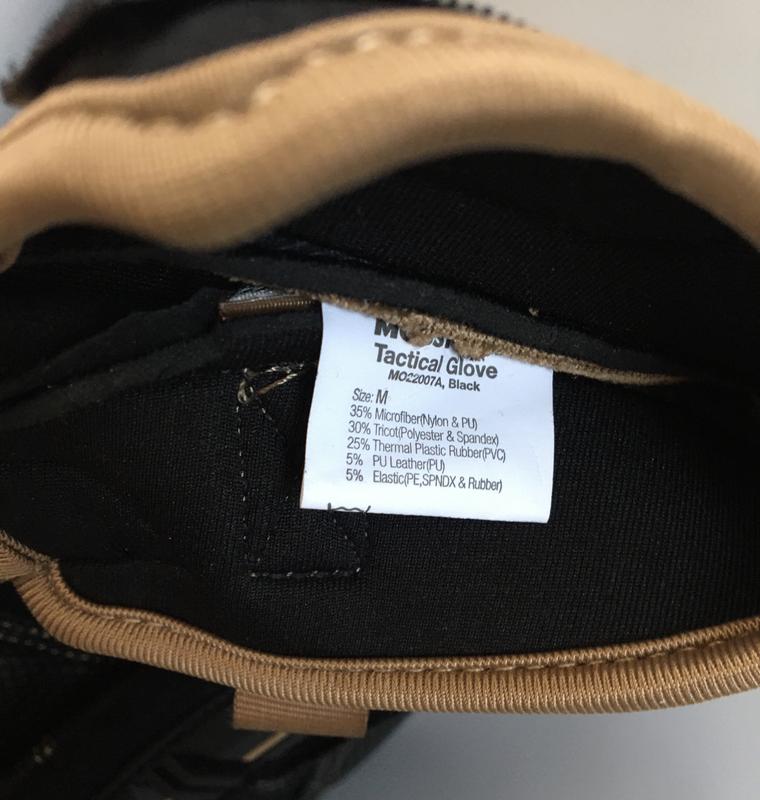 Tactical Glove
MO22007A, Black
Size: M
35% Microfiber(Nylon & PU)
30% Tricot(Polyester & Spandex)
25% Thermal Plastic Rubber(PVC)
5% PU Leather(PU)
5% Elastic(PE,SPNDX & Rubber)